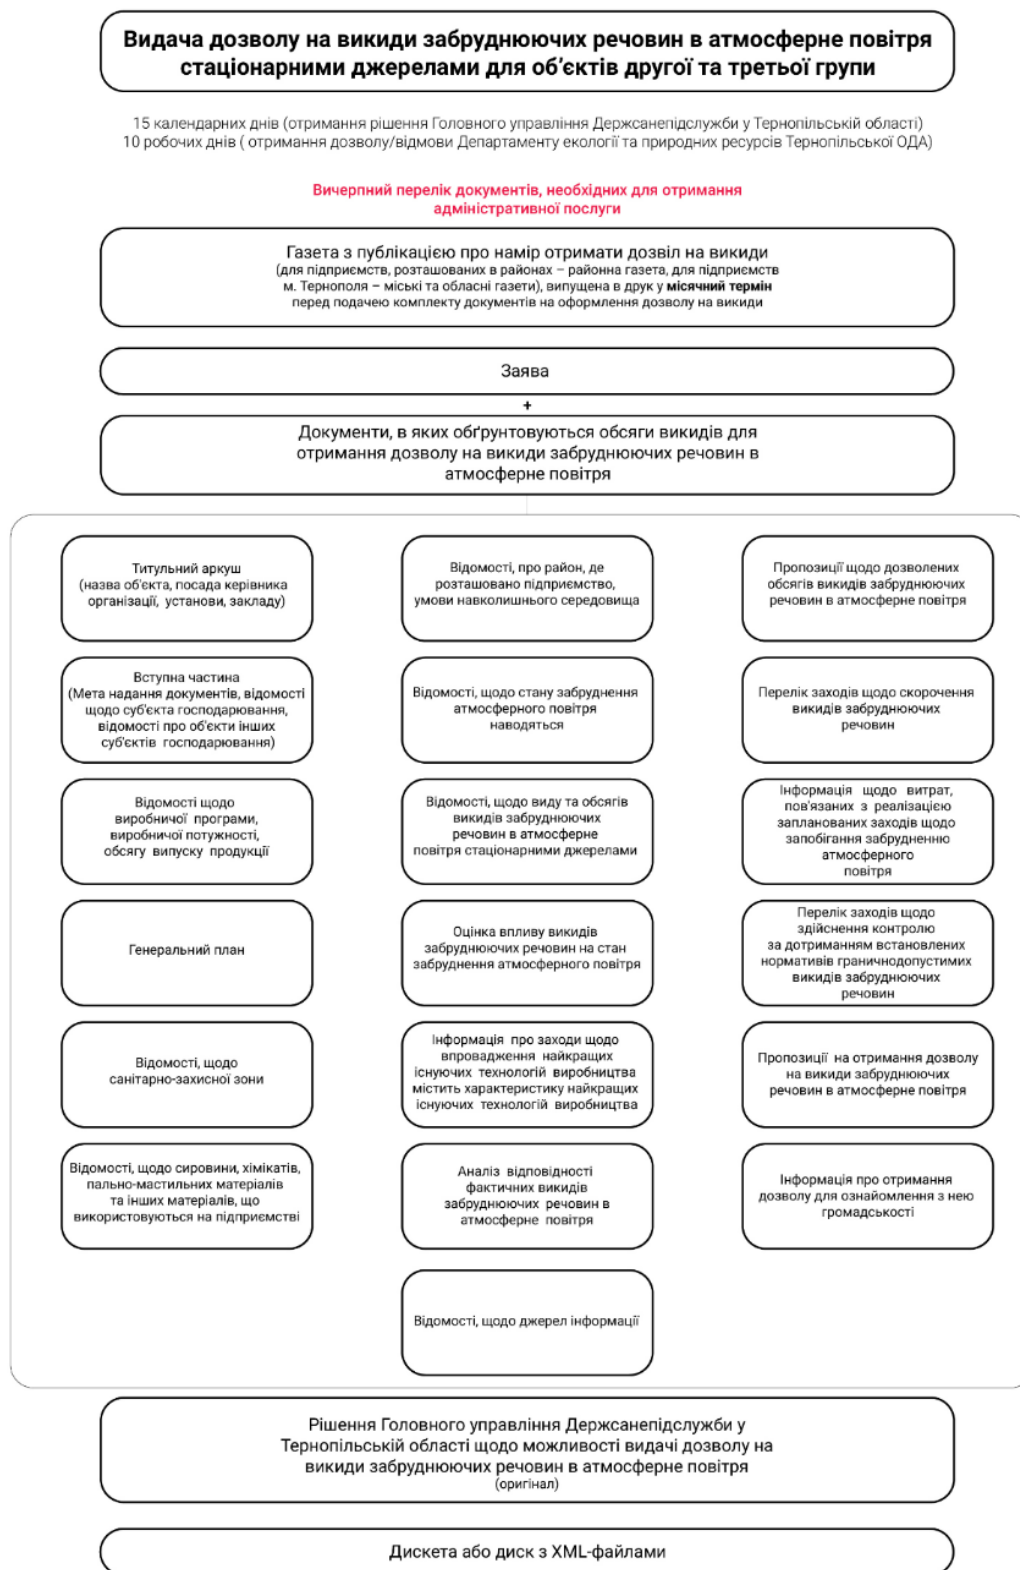 Видача дозволу на викиди забруднюючих речовин в атмосферне повітря
стаціонарними джерелами для об'єктів другої та третьої групи
15 календарних днів (отримання рішення Головного управління Держсанепідслужби у Тернопільській області)
10 робочих днів ( отримання дозволу/відмови Департаменту екології та природних ресурсів Тернопільської ОДА)
Вичерпний перелік документів, необхідних для отримання
адміністративної послуги
Газета з публікацією про намір отримати дозвіл на викиди
(для підприємств, розташованих в районах – районна газета, для підприємств
м. Тернополя – міські та обласні газети), випущена в друк у місячний термін
перед подачею комплекту документів на оформлення дозволу на викиди
Заява
+
Документи, в яких обґрунтовуються обсяги викидів для
отримання дозволу на викиди забруднюючих речовин в
атмосферне повітря
Титульний аркуш
(назва об'єкта, посада керівника
організації, установи, закладу)
Відомості, про район, де
розташовано підприємство,
умови навколишнього середовища
Пропозиції щодо дозволених
обсягів викидів забруднюючих
речовин в атмосферне повітря
Вступна частина
(Мета надання документів, відомості
щодо суб'єкта господарювання,
відомості про об'єкти інших
суб'єктів господарювання)
Відомості, щодо стану забруднення
атмосферного повітря
наводяться
Перелік заходів щодо скорочення
викидів забруднюючих
речовин
Відомості щодо
виробничої програми,
виробничої потужності,
обсягу випуску продукції
Відомості, щодо виду та обсягів
викидів забруднюючих
речовин в атмосферне
повітря стаціонарними джерелами
Інформація щодо витрат,
пов'язаних з реалізацією
запланованих заходів щодо
запобігання забрудненню
атмосферного
повітря
Генеральний план
Оцінка впливу викидів
забруднюючих речовин на стан
забруднення атмосферного повітря
Перелік заходів щодо
здійснення контролю
за дотриманням встановлених
нормативів граничнодопустимих
викидів забруднюючих
речовин
Відомості, щодо
санітарно-захисної зони
Інформація про заходи щодо
впровадження найкращих
існуючих технологій виробництва
містить характеристику найкращих
існуючих технологій виробництва
Пропозиції на отримання дозволу
на викиди забруднюючих
речовин в атмосферне повітря
Відомості, щодо сировини, хімікатів,
пально-мастильних матеріалів
та інших матеріалів, що
використовуються на підприємстві
Аналіз відповідності
фактичних викидів
забруднюючих речовин в
атмосферне повітря
Інформація про отримання
дозволу для ознайомлення з нею
громадськості
Відомості, щодо джерел інформації
Рішення Головного управління Держсанепідслужби у
Тернопільській області щодо можливості видачі дозволу на
викиди забруднюючих речовин в атмосферне повітря
(оригінал)
Дискета або диск з XML-файлами